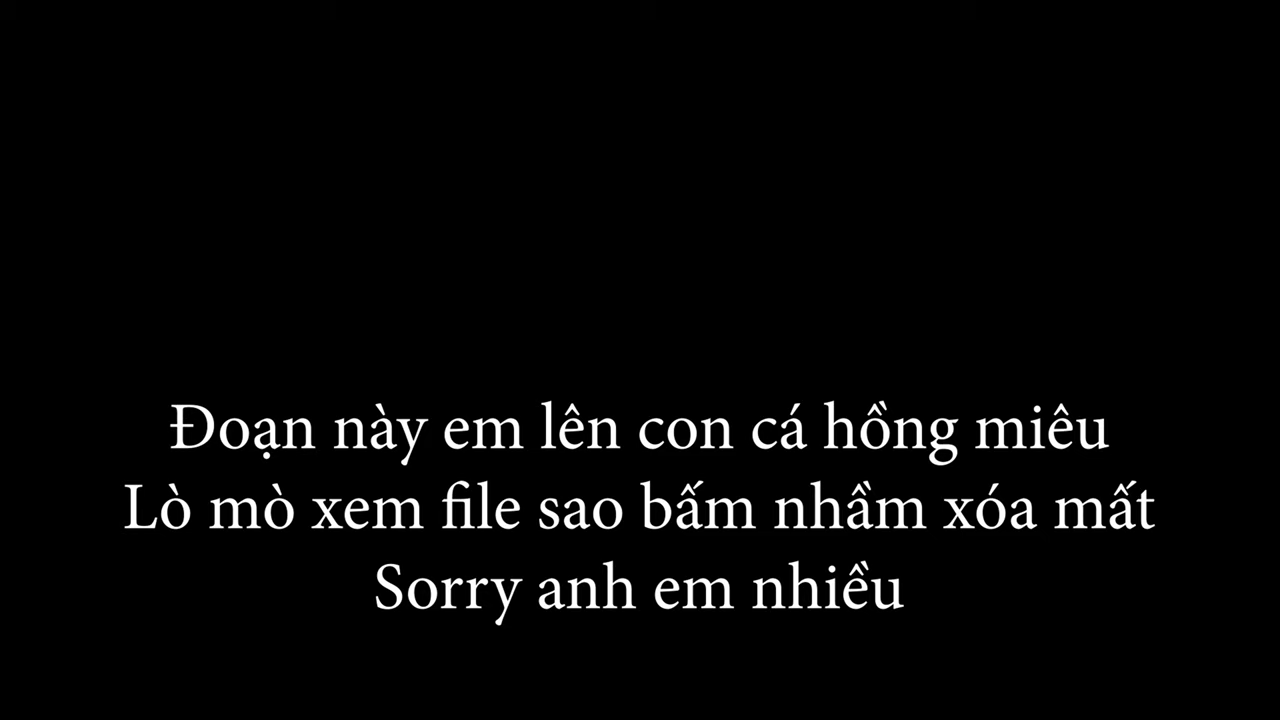 Đoạn này em lên con cá hồng miêu
Lò mò xem file sao bấm nhầm xóa mất
Sorry anh em nhiều